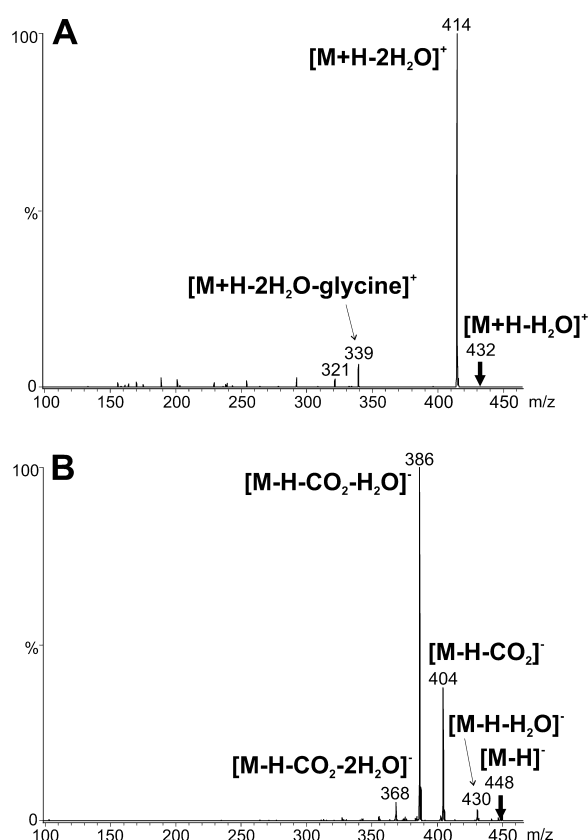 A
100
414
[M+H-2H₂O]⁺
%
[M+H-2H₂O-glycine]⁺
[M+H-H₂O]⁺
339
432
321
0
100 150 200 250 300 350 400 450 m/z
B
100
386
[M-H-CO₂-H₂O]⁻
%
[M-H-CO₂]⁻
404
[M-H-H₂O]⁻
[M-H]⁻
[M-H-CO₂-2H₂O]⁻
448
368
430
0
100 150 200 250 300 350 400 450 m/z